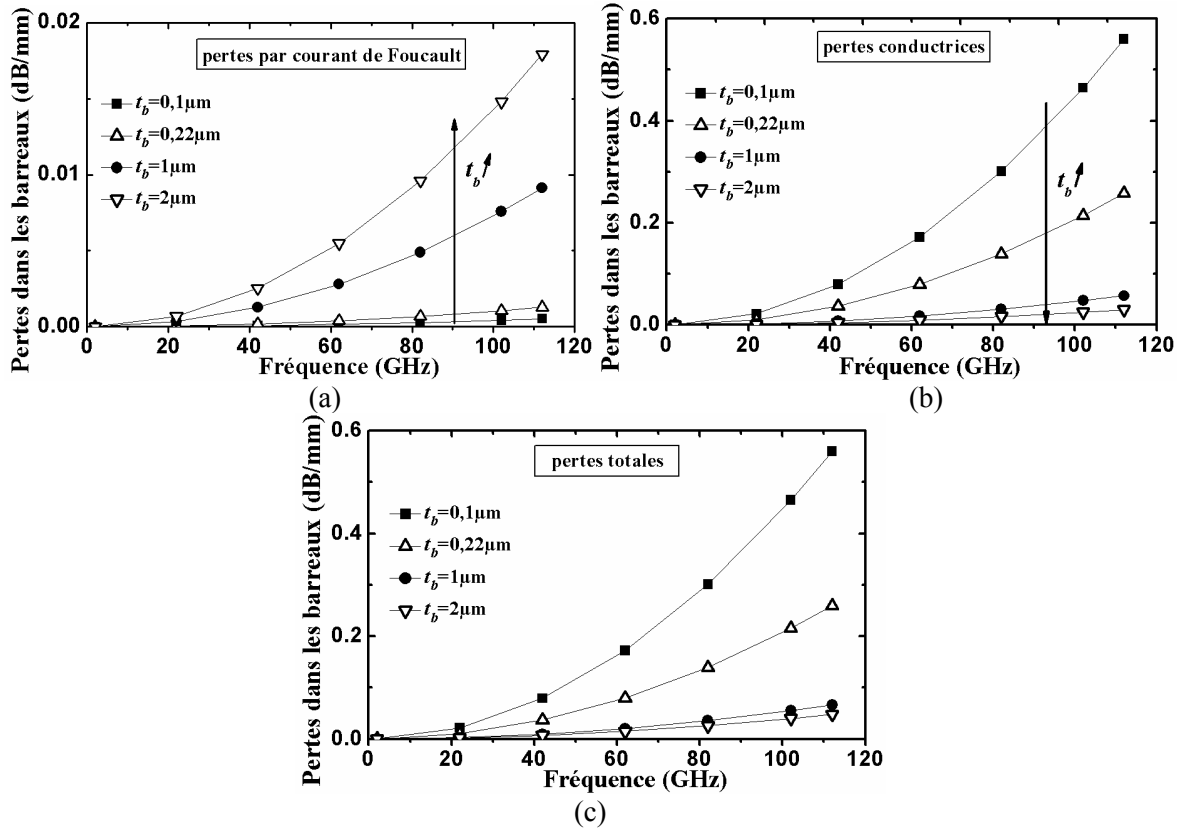 pertes par courant de Foucault
Pertes dans les barreaux (dB/mm)
0.02
0.01
0.00
t_b=0,1µm
t_b=0,22µm
t_b=1µm
t_b=2µm
t_b
0 20 40 60 80 100 120
Fréquence (GHz)
(a)
pertes conductrices
Pertes dans les barreaux (dB/mm)
0.6
0.4
0.2
0.0
t_b=0,1µm
t_b=0,22µm
t_b=1µm
t_b=2µm
t_b
0 20 40 60 80 100 120
Fréquence (GHz)
(b)
pertes totales
Pertes dans les barreaux (dB/mm)
0.6
0.4
0.2
0.0
t_b=0,1µm
t_b=0,22µm
t_b=1µm
t_b=2µm
0 20 40 60 80 100 120
Fréquence (GHz)
(c)